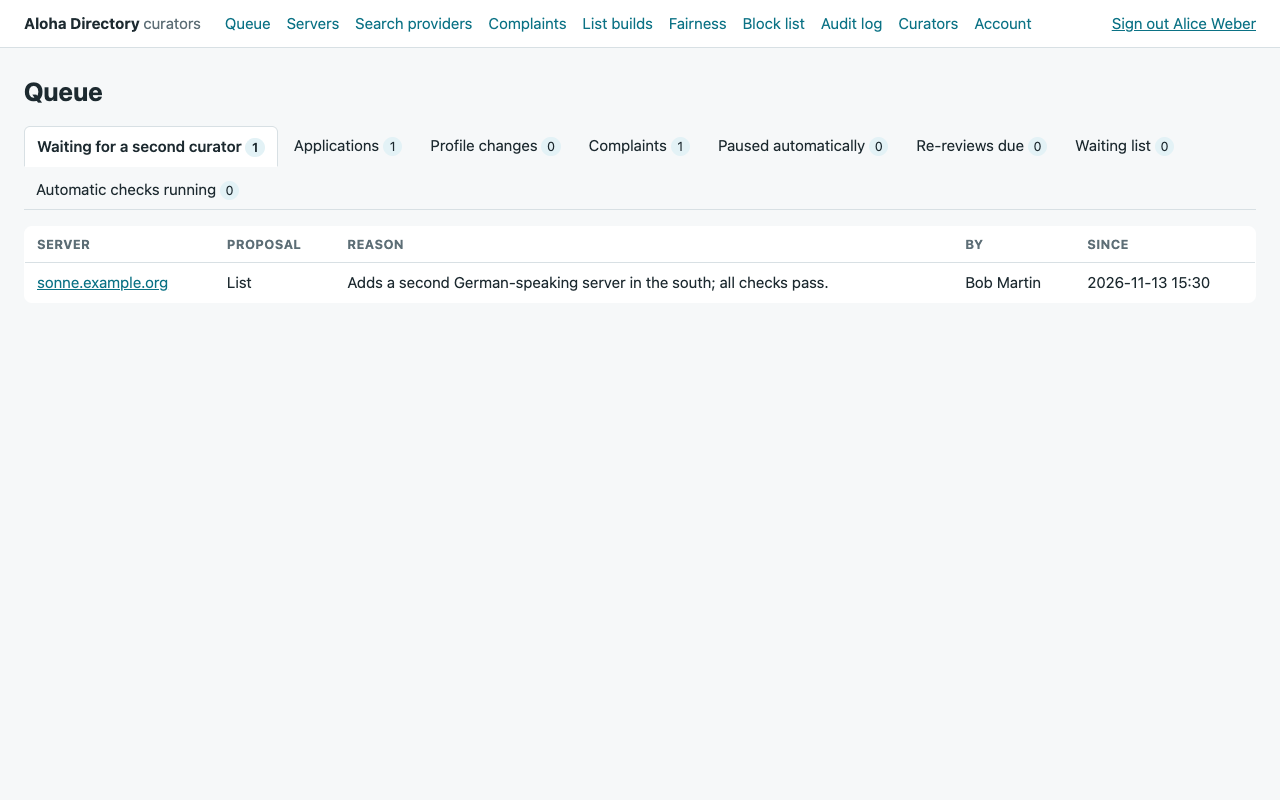 Aloha Directory curators Queue Servers Search providers Complaints List builds Fairness Block list Audit log Curators Account Sign out Alice Weber
Queue
Waiting for a second curator 1 Applications 1 Profile changes 0 Complaints 1 Paused automatically 0 Re-reviews due 0 Waiting list 0
Automatic checks running 0
SERVER PROPOSAL REASON BY SINCE
sonne.example.org List Adds a second German-speaking server in the south; all checks pass. Bob Martin 2026-11-13 15:30